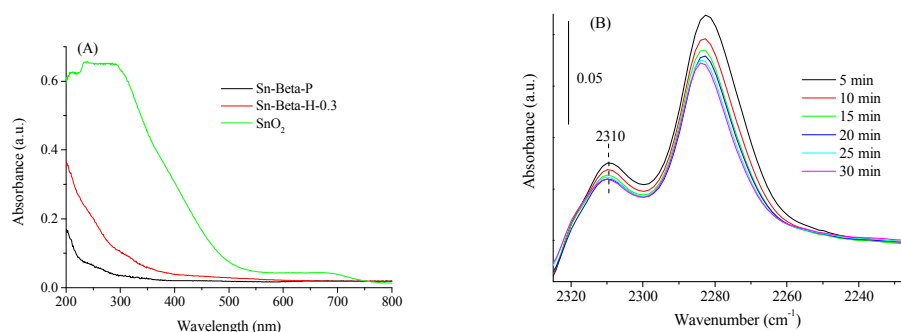 (A)
Absorbance (a.u.)
0.6
0.4
0.2
0.0
Sn-Beta-P
Sn-Beta-H-0.3
SnO₂
200 300 400 500 600 700 800
Wavelength (nm)
(B)
Absorbance (a.u.)
0.05
2310
5 min
10 min
15 min
20 min
25 min
30 min
2320 2300 2280 2260 2240
Wavenumber (cm⁻¹)